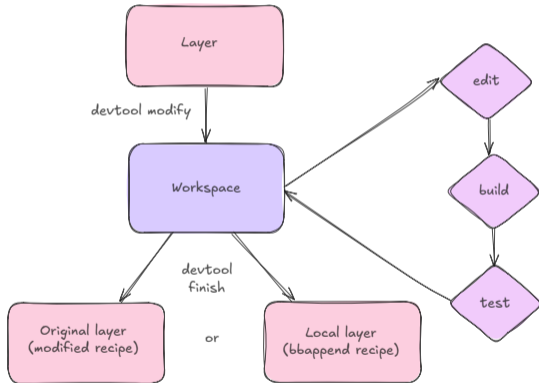 Layer
edit
devtool modify
Workspace
build
devtool
finish
test
Original layer
(modified recipe)
or
Local layer
(bbappend recipe)